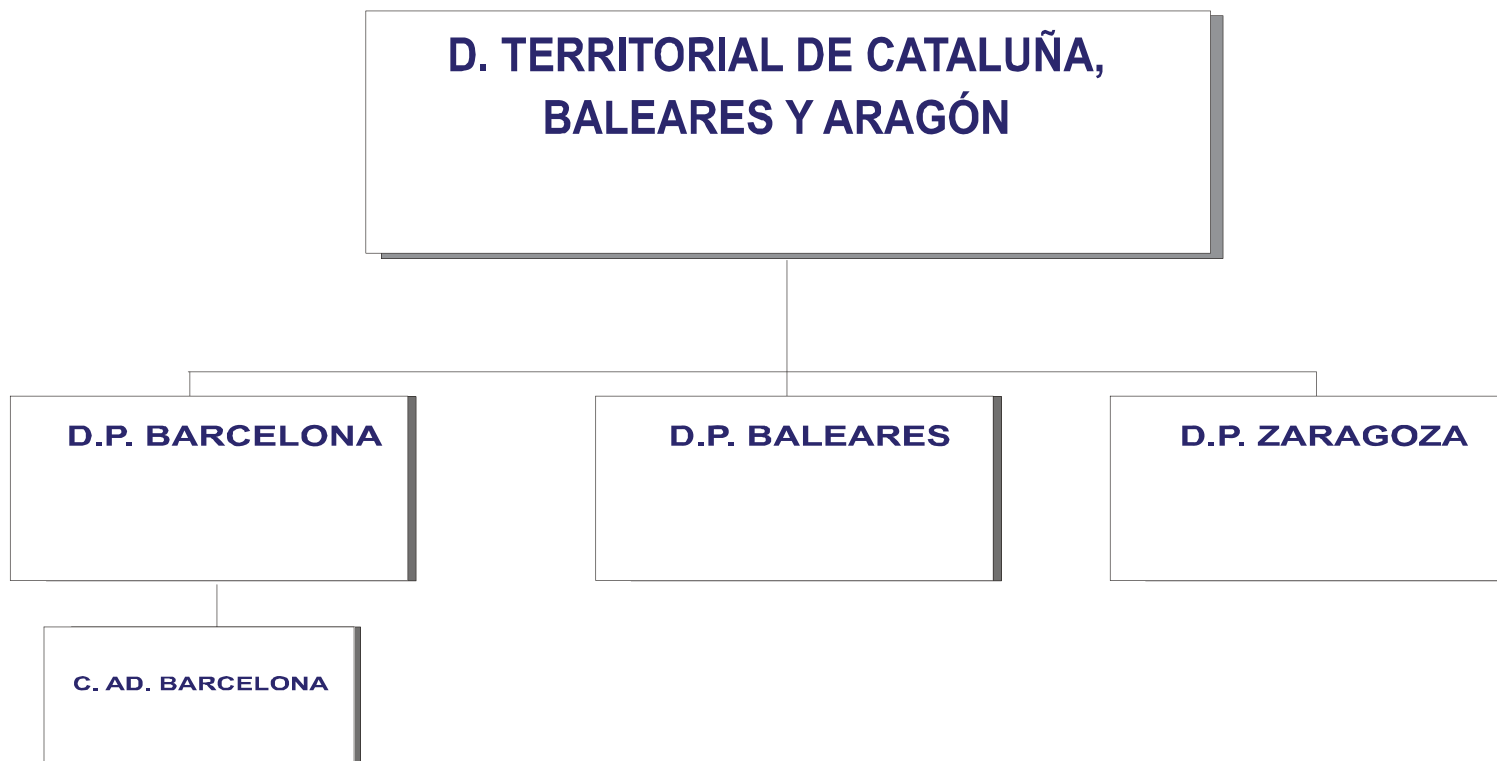 D. TERRITORIAL DE CATALUÑA,
BALEARES Y ARAGÓN
D.P. BARCELONA
D.P. BALEARES
D.P. ZARAGOZA
C. AD. BARCELONA